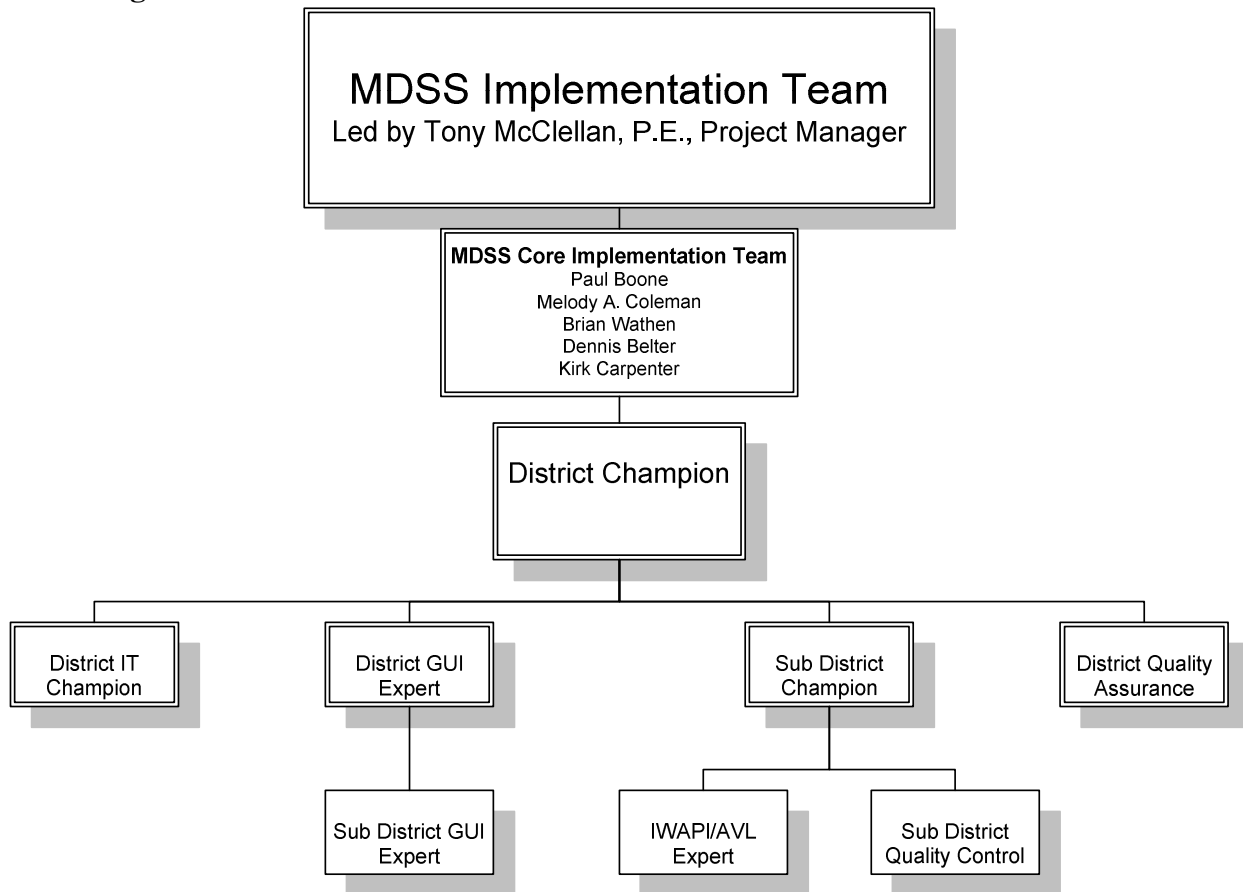 MDSS Implementation Team
Led by Tony McClellan, P.E., Project Manager
MDSS Core Implementation Team
Paul Boone
Melody A. Coleman
Brian Wathen
Dennis Belter
Kirk Carpenter
District Champion
District IT
Champion
District GUI
Expert
Sub District
Champion
District Quality
Assurance
Sub District GUI
Expert
IWAPI/AVL
Expert
Sub District
Quality Control